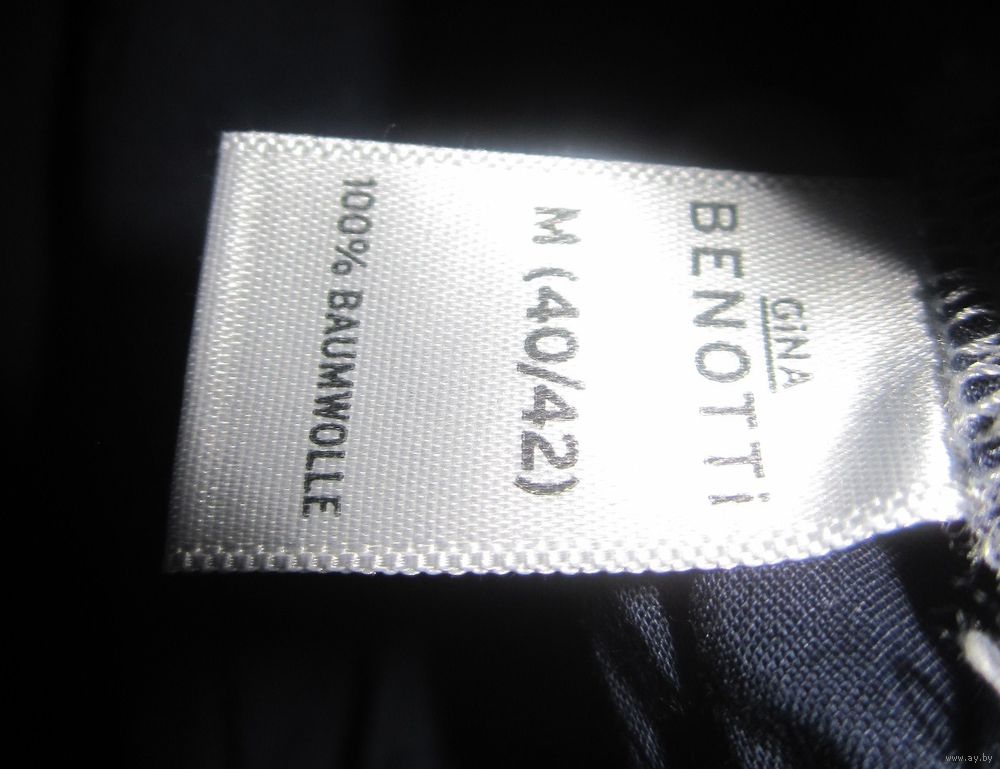 GiNA
BENOTTi
M (40/42)
100% BAUMWOLLE
www.ay.by